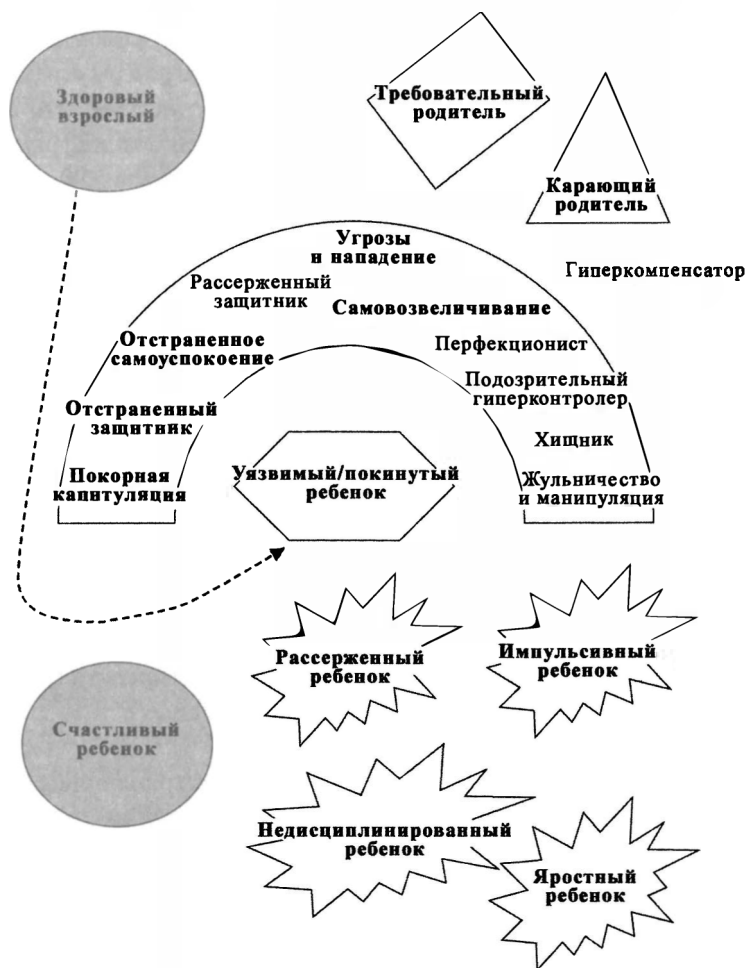 Здоровый
взрослый
Требовательный
родитель
Карающий
родитель
Угрозы
и нападение
Гиперкомпенсатор
Рассерженный
защитник
Самовозвеличивание
Отстраненное
самоуспокоение
Перфекционист
Подозрительный
гиперконтролер
Отстраненный
защитник
Хищник
Покорная
капитуляция
Уязвимый/покинутый
ребенок
Жульничество
и манипуляция
Рассерженный
ребенок
Импульсивный
ребенок
Счастливый
ребенок
Недисциплинированный
ребенок
Яростный
ребенок